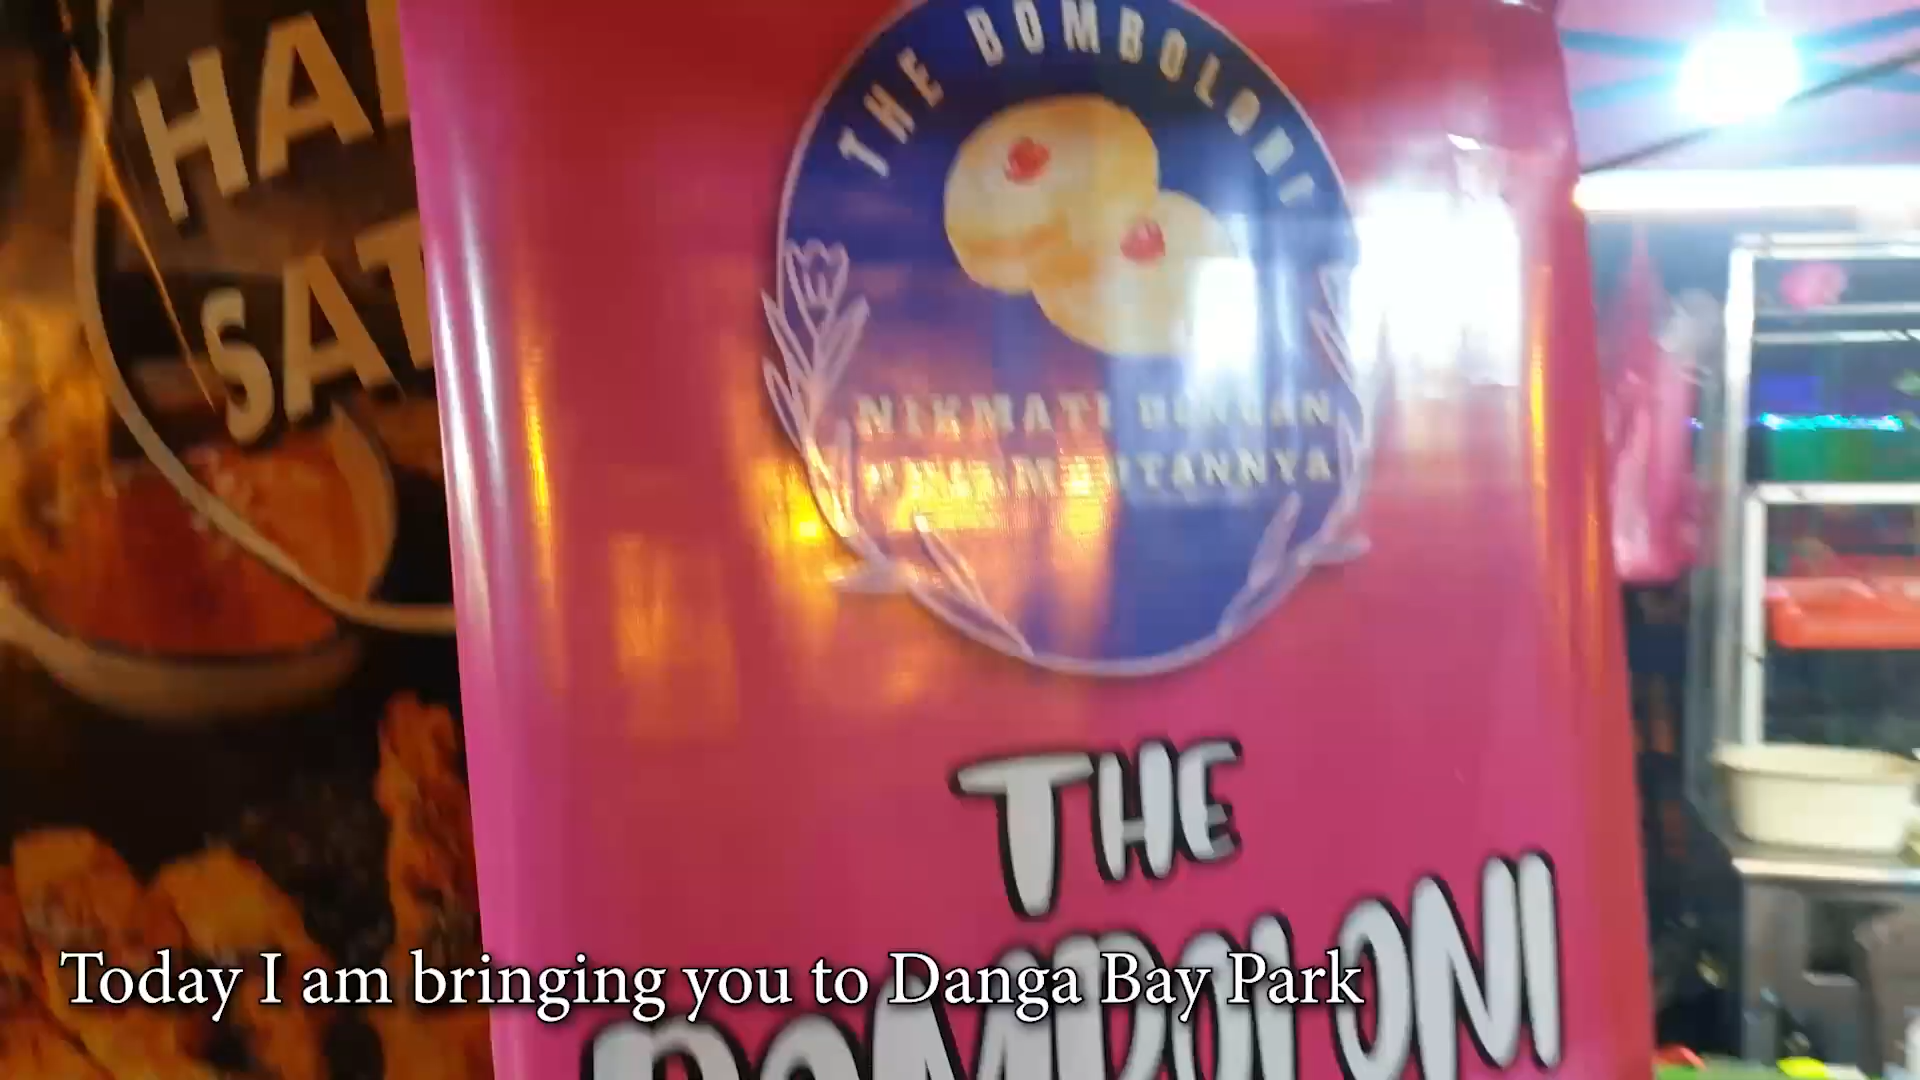 HA
SAT
THE BOMBOLONI
NIKMATI DENGAN
THE
BOMBOLONI
Today I am bringing you to Danga Bay Park